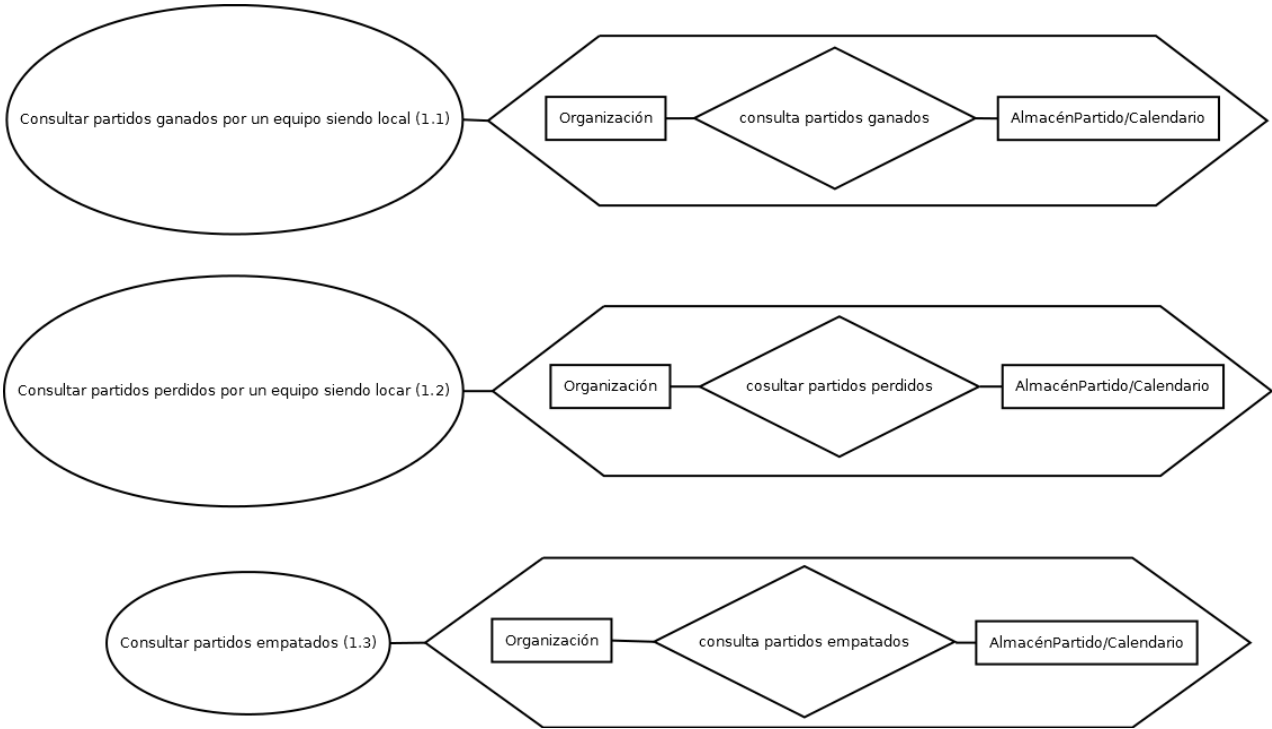 Consultar partidos ganados por un equipo siendo local (1.1)
Organización
consulta partidos ganados
AlmacénPartido/Calendario
Consultar partidos perdidos por un equipo siendo locar (1.2)
Organización
cosultar partidos perdidos
AlmacénPartido/Calendario
Consultar partidos empatados (1.3)
Organización
consulta partidos empatados
AlmacénPartido/Calendario